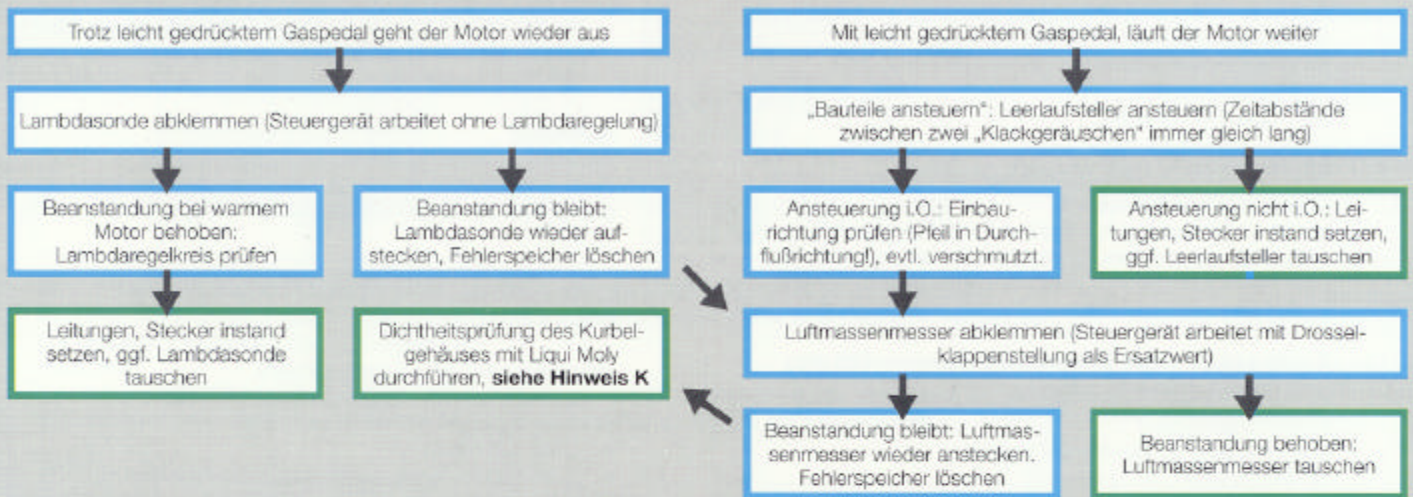 Trotz leicht gedrücktem Gaspedal geht der Motor wieder aus
Lambdasonde abklemmen (Steuergerät arbeitet ohne Lambdaregelung)
Beanstandung bei warmem
Motor behoben:
Lambdaregelkreis prüfen
Beanstandung bleibt:
Lambdasonde wieder auf-
stecken, Fehlerspeicher löschen
Leitungen, Stecker instand
setzen, ggf. Lambdasonde
tauschen
Dichtheitsprüfung des Kurbel-
gehäuses mit Liqui Moly
durchführen, siehe Hinweis K
Mit leicht gedrücktem Gaspedal, läuft der Motor weiter
„Bauteile ansteuern“: Leerlaufsteller ansteuern (Zeitabstände
zwischen zwei „Klackgeräuschen“ immer gleich lang)
Ansteuerung i.O.: Einbau-
richtung prüfen (Pfeil in Durch-
flußrichtung!), evtl. verschmutzt.
Ansteuerung nicht i.O.: Lei-
tungen, Stecker instand setzen,
ggf. Leerlaufsteller tauschen
Luftmassenmesser abklemmen (Steuergerät arbeitet mit Drossel-
klappenstellung als Ersatzwert)
Beanstandung bleibt: Luftmas-
senmesser wieder anstecken.
Fehlerspeicher löschen
Beanstandung behoben:
Luftmassenmesser tauschen